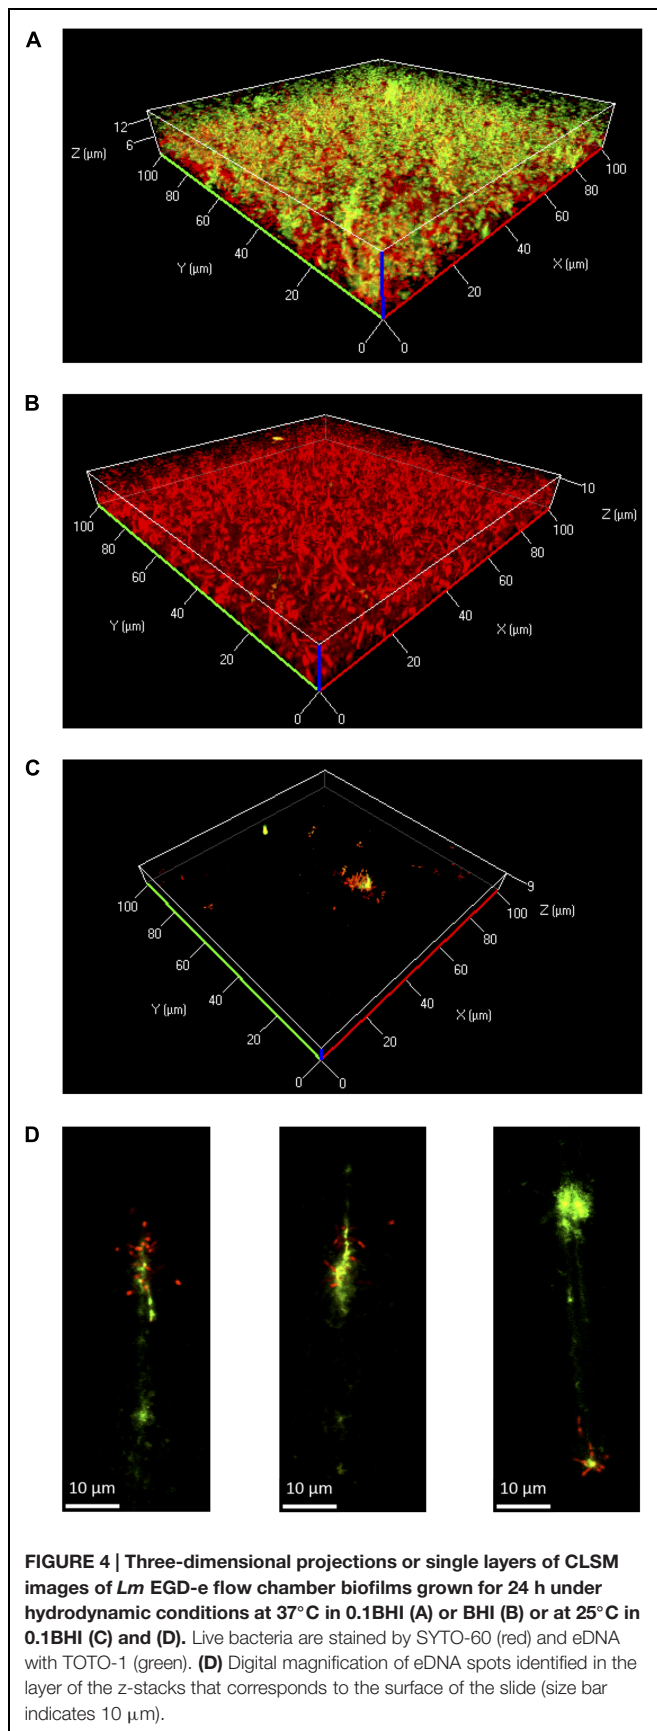 A
12
6
Z (µm)
100
80
60
Y (µm)
40
20
0
0
20
40
X (µm)
60
80
100
B
100
80
60
Y (µm)
40
20
0
0
20
40
X (µm)
60
80
100
Z (µm)
10
C
100
80
60
Y (µm)
40
20
0
0
20
40
X (µm)
60
80
100
Z (µm)
9
D
10 µm
10 µm
10 µm
FIGURE 4 | Three-dimensional projections or single layers of CLSM
images of Lm EGD-e flow chamber biofilms grown for 24 h under
hydrodynamic conditions at 37°C in 0.1BHI (A) or BHI (B) or at 25°C in
0.1BHI (C) and (D). Live bacteria are stained by SYTO-60 (red) and eDNA
with TOTO-1 (green). (D) Digital magnification of eDNA spots identified in the
layer of the z-stacks that corresponds to the surface of the slide (size bar
indicates 10 µm).